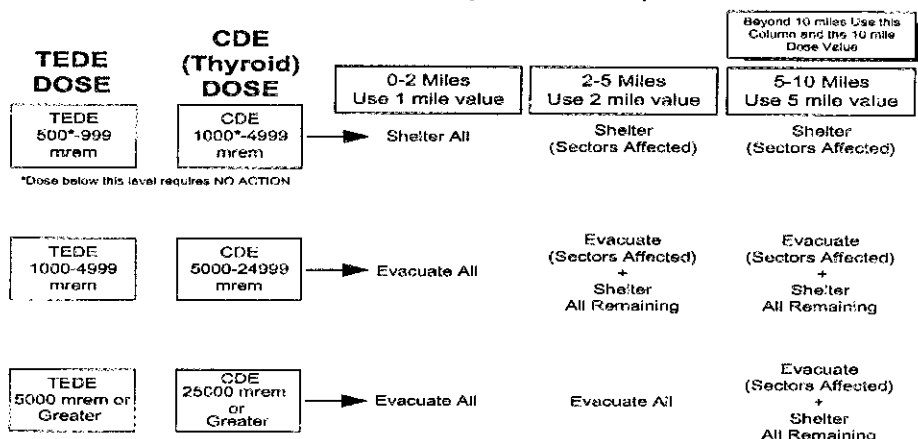 Beyond 10 miles Use this
Column and the 10 mile
Dose Value
TEDE
DOSE
CDE
(Thyroid)
DOSE
0-2 Miles
Use 1 mile value
2-5 Miles
Use 2 mile value
5-10 Miles
Use 5 mile value
TEDE
500*-999
mrem
CDE
1000*-4999
mrem
Shelter All
Shelter
(Sectors Affected)
Shelter
(Sectors Affected)
*Dose below this level requires NO ACTION
TEDE
1000-4999
mrem
CDE
5000-24999
mrem
Evacuate All
Evacuate
(Sectors Affected)
+
Shelter
All Remaining
Evacuate
(Sectors Affected)
+
Shelter
All Remaining
TEDE
5000 mrem or
Greater
CDE
25000 mrem
or
Greater
Evacuate All
Evacuate All
Evacuate
(Sectors Affected)
+
Shelter
All Remaining